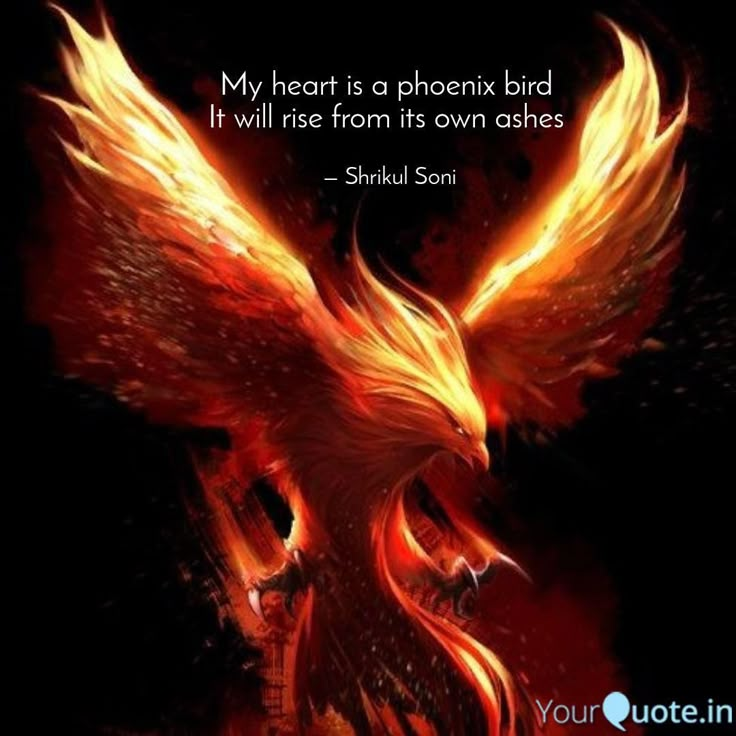 My heart is a phoenix bird
It will rise from its own ashes
– Shrikul Soni
YourQuote.in